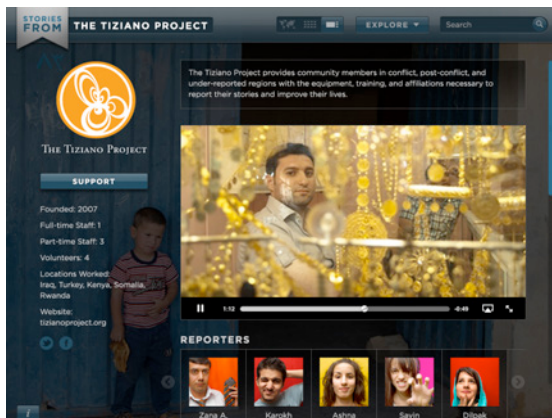 STORIES
FROM
THE TIZIANO PROJECT
EXPLORE
Search
The Tiziano Project provides community members in conflict, post-conflict, and
under-reported regions with the equipment, training, and affiliations necessary to
report their stories and improve their lives.
THE TIZIANO PROJECT
SUPPORT
Founded: 2007
Full-time Staff: 1
Part-time Staff: 3
Volunteers: 4
Locations Worked:
Iraq, Turkey, Kenya, Somalia,
Rwanda
Website:
tizianoproject.org
1:12
-0:49
REPORTERS
Zana A.
Karokh
Ashna
Savin
Dilpak
i